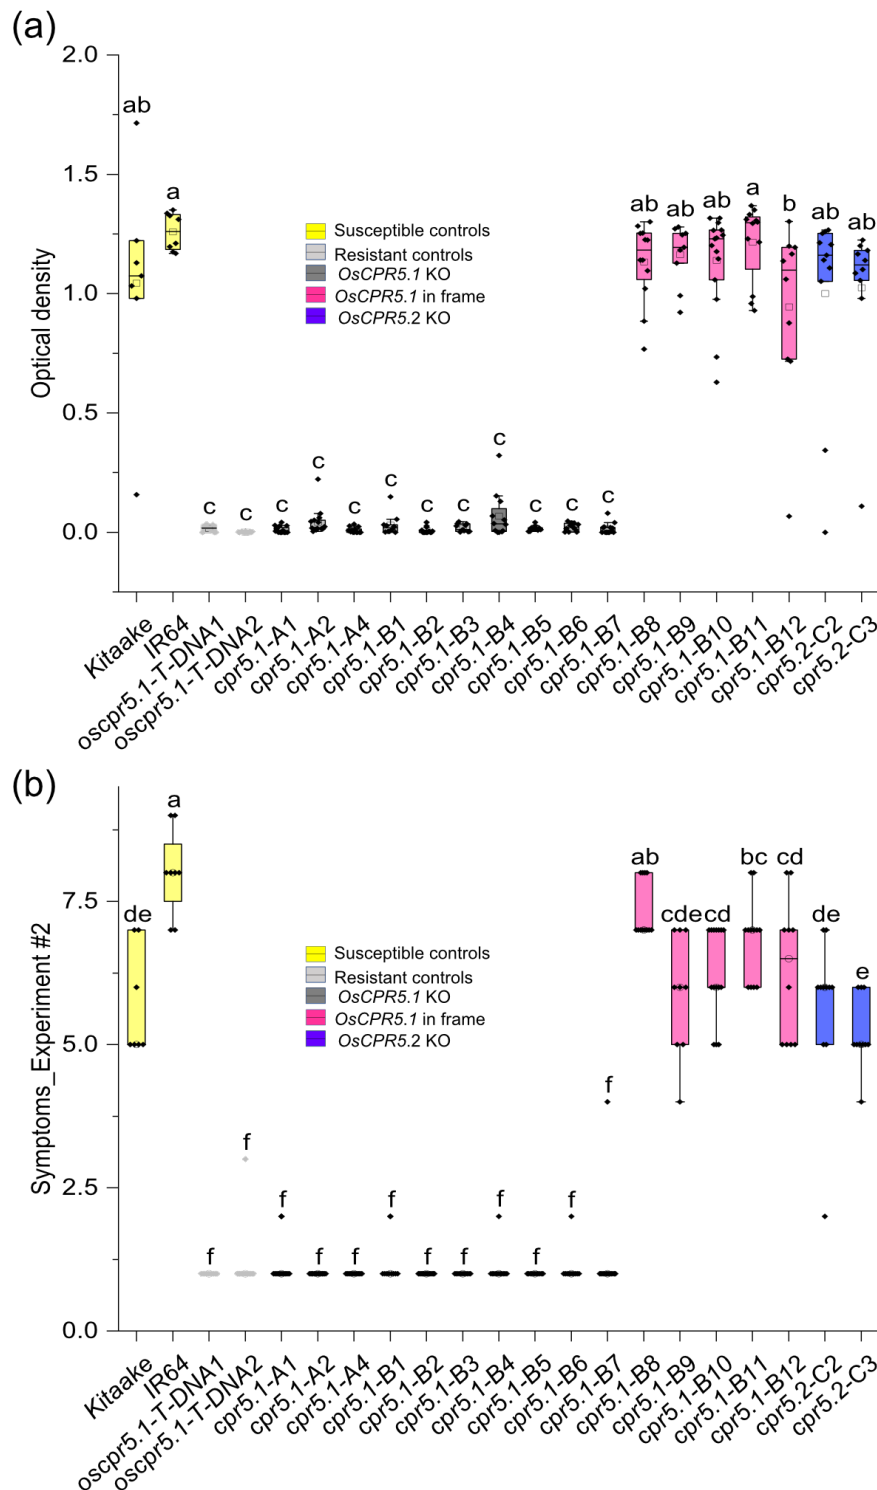 (a)
2.0
1.5
1.0
0.5
0.0
Optical density
ab
a
c
c
c
c
c
c
c
c
c
c
c
c
ab
ab
ab
a
b
ab
ab
Susceptible controls
Resistant controls
OsCPR5.1 KO
OsCPR5.1 in frame
OsCPR5.2 KO
Kitaake
IR64
oscpr5.1-T-DNA1
oscpr5.1-T-DNA2
cpr5.1-A1
cpr5.1-A2
cpr5.1-A4
cpr5.1-B1
cpr5.1-B2
cpr5.1-B3
cpr5.1-B4
cpr5.1-B5
cpr5.1-B6
cpr5.1-B7
cpr5.1-B8
cpr5.1-B9
cpr5.1-B10
cpr5.1-B11
cpr5.1-B12
cpr5.2-C2
cpr5.2-C3
(b)
7.5
5.0
2.5
0.0
Symptoms_Experiment #2
de
a
f
f
f
f
f
f
f
f
f
f
f
f
ab
cde
cd
bc
cd
de
e
Susceptible controls
Resistant controls
OsCPR5.1 KO
OsCPR5.1 in frame
OsCPR5.2 KO
Kitaake
IR64
oscpr5.1-T-DNA1
oscpr5.1-T-DNA2
cpr5.1-A1
cpr5.1-A2
cpr5.1-A4
cpr5.1-B1
cpr5.1-B2
cpr5.1-B3
cpr5.1-B4
cpr5.1-B5
cpr5.1-B6
cpr5.1-B7
cpr5.1-B8
cpr5.1-B9
cpr5.1-B10
cpr5.1-B11
cpr5.1-B12
cpr5.2-C2
cpr5.2-C3